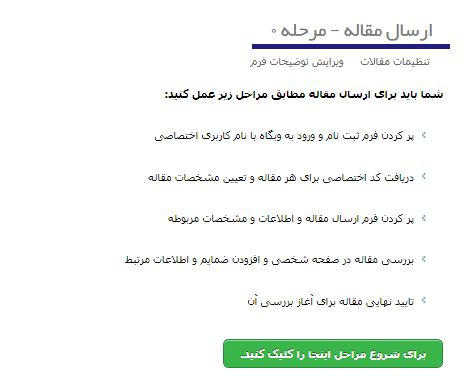 ارسال مقاله - مرحله ۰
تنظیمات مقالات ویرایش توضیحات فرم
شما باید برای ارسال مقاله مطابق مراحل زیر عمل کنید:
پر کردن فرم ثبت نام و ورود به وبگاه با نام کاربری اختصاصی
دریافت کد اختصاصی برای هر مقاله و تعیین مشخصات مقاله
پر کردن فرم ارسال مقاله و اطلاعات و مشخصات مربوطه
بررسی مقاله در صفحه شخصی و افزودن ضمایم و اطلاعات مرتبط
تایید نهایی مقاله برای آغاز بررسی آن
برای شروع مراحل اینجا را کلیک کنید.